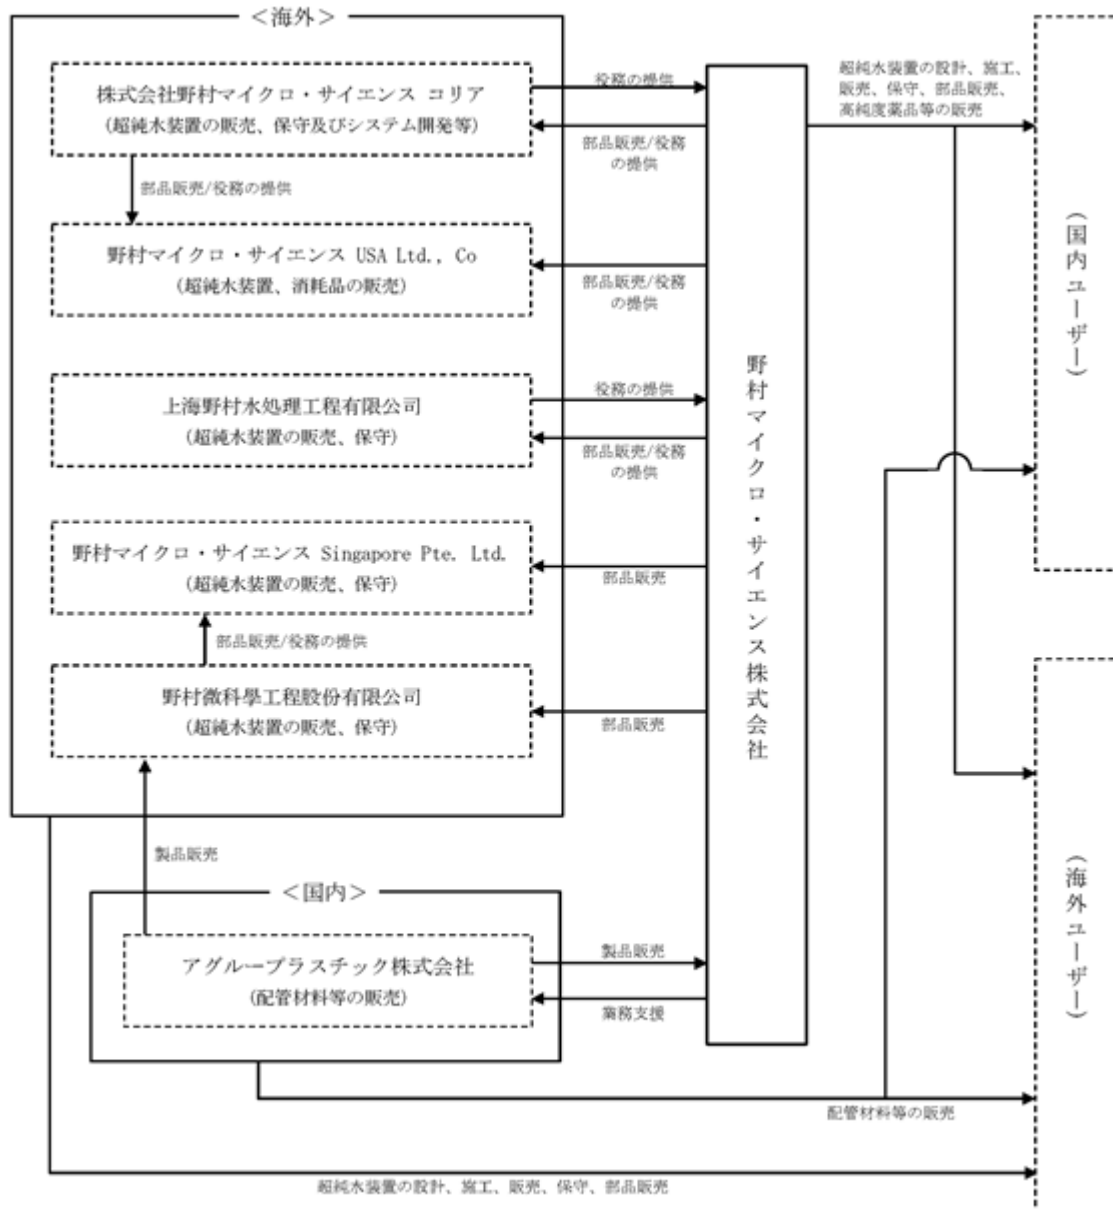 ＜海外＞
株式会社野村マイクロ・サイエンス コリア
(超純水装置の販売、保守及びシステム開発等)
役務の提供
部品販売/役務
の提供
超純水装置の設計、施工、
販売、保守、部品販売、
高純度薬品等の販売
部品販売/役務の提供
野村マイクロ・サイエンス USA Ltd., Co
(超純水装置、消耗品の販売)
部品販売/役務
の提供
上海野村水処理工程有限公司
(超純水装置の販売、保守)
役務の提供
部品販売/役務
の提供
野村マイクロ・サイエンス Singapore Pte. Ltd.
(超純水装置の販売、保守)
部品販売
部品販売/役務の提供
野村微科學工程股份有限公司
(超純水装置の販売、保守)
部品販売
野村マイクロ・サイエンス株式会社
(国内ユーザー)
(海外ユーザー)
製品販売
＜国内＞
アグループラスチック株式会社
(配管材料等の販売)
製品販売
業務支援
配管材料等の販売
超純水装置の設計、施工、販売、保守、部品販売